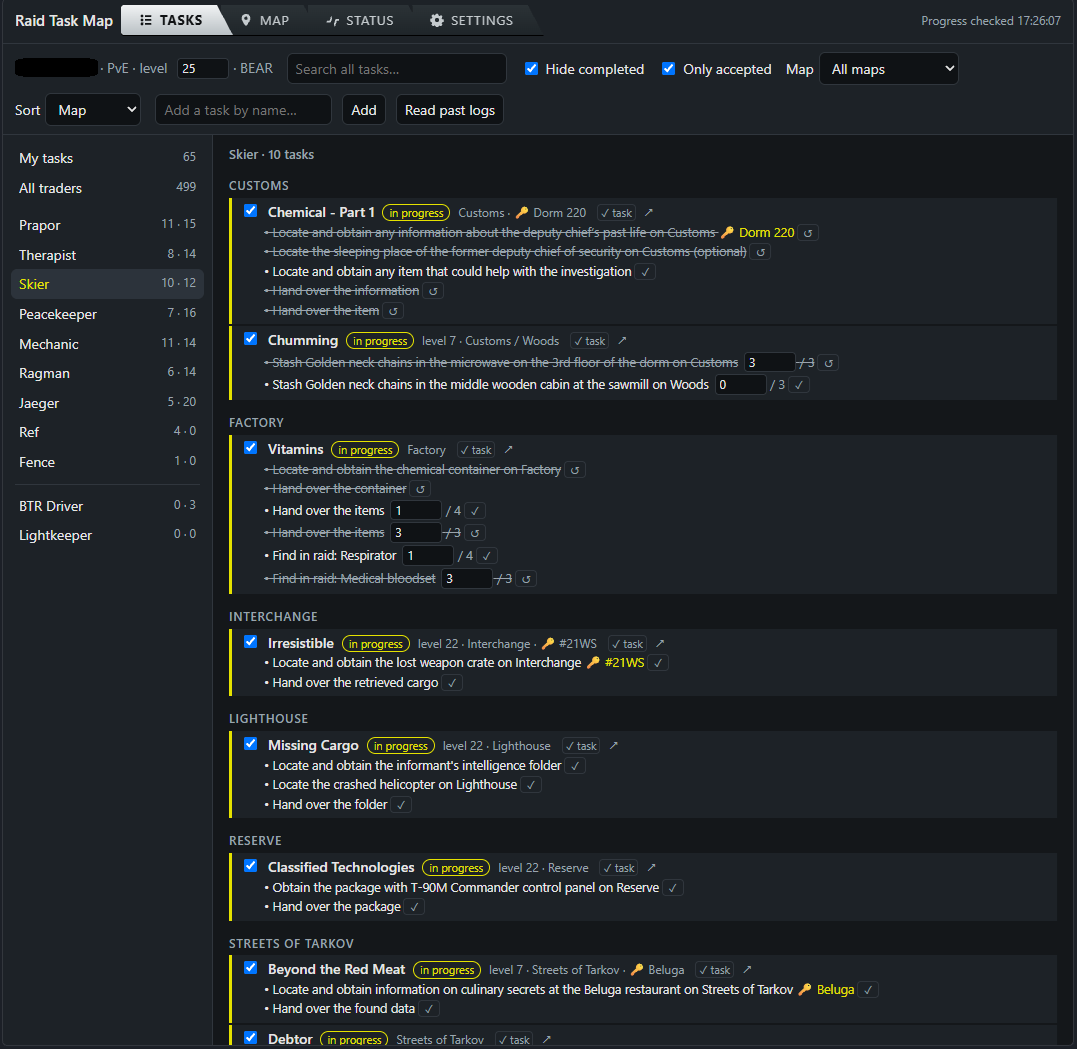 Raid Task Map TASKS MAP STATUS SETTINGS Progress checked 17:26:07
· PvE · level 25 · BEAR Search all tasks... Hide completed Only accepted Map All maps
Sort Map Add a task by name... Add Read past logs
My tasks 65
All traders 499
Prapor 11 · 15
Therapist 8 · 14
Skier 10 · 12
Peacekeeper 7 · 16
Mechanic 11 · 14
Ragman 6 · 14
Jaeger 5 · 20
Ref 4 · 0
Fence 1 · 0
BTR Driver 0 · 3
Lightkeeper 0 · 0
Skier · 10 tasks
CUSTOMS
Chemical - Part 1 in progress Customs · 🔑 Dorm 220 ✓ task ↗
• Locate and obtain any information about the deputy chief's past life on Customs 🔑 Dorm 220 ↺
• Locate the sleeping place of the former deputy chief of security on Customs (optional) ↺
• Locate and obtain any item that could help with the investigation ✓
• Hand over the information ↺
• Hand over the item ↺
Chumming in progress level 7 · Customs / Woods ✓ task ↗
• Stash Golden neck chains in the microwave on the 3rd floor of the dorm on Customs 3 / 3 ↺
• Stash Golden neck chains in the middle wooden cabin at the sawmill on Woods 0 / 3 ✓
FACTORY
Vitamins in progress Factory ✓ task ↗
• Locate and obtain the chemical container on Factory ↺
• Hand over the container ↺
• Hand over the items 1 / 4 ✓
• Hand over the items 3 / 3 ↺
• Find in raid: Respirator 1 / 4 ✓
• Find in raid: Medical bloodset 3 / 3 ↺
INTERCHANGE
Irresistible in progress level 22 · Interchange · 🔑 #21WS ✓ task ↗
• Locate and obtain the lost weapon crate on Interchange 🔑 #21WS ✓
• Hand over the retrieved cargo ✓
LIGHTHOUSE
Missing Cargo in progress level 22 · Lighthouse ✓ task ↗
• Locate and obtain the informant's intelligence folder ✓
• Locate the crashed helicopter on Lighthouse ✓
• Hand over the folder ✓
RESERVE
Classified Technologies in progress level 22 · Reserve ✓ task ↗
• Obtain the package with T-90M Commander control panel on Reserve ✓
• Hand over the package ✓
STREETS OF TARKOV
Beyond the Red Meat in progress level 7 · Streets of Tarkov · 🔑 Beluga ✓ task ↗
• Locate and obtain information on culinary secrets at the Beluga restaurant on Streets of Tarkov 🔑 Beluga ✓
• Hand over the found data ✓
Debtor in progress Streets of Tarkov ✓ task ↗